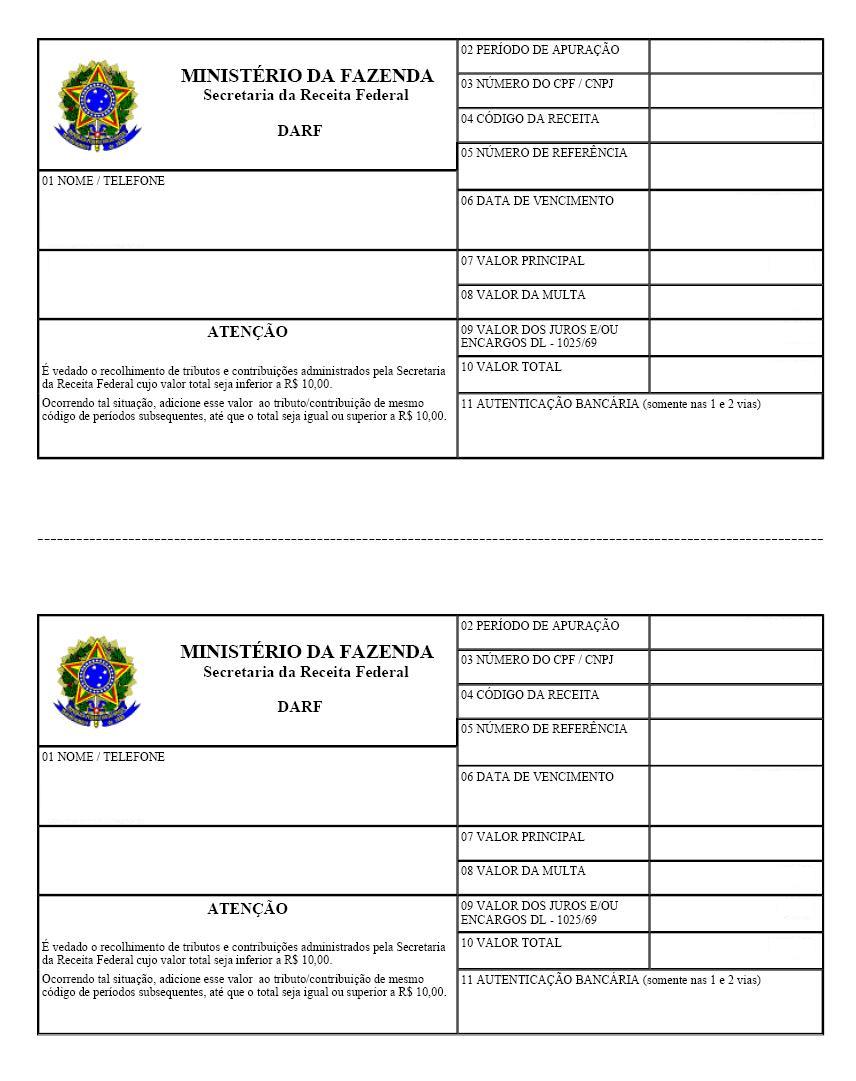 MINISTÉRIO DA FAZENDA
Secretaria da Receita Federal
DARF
01 NOME / TELEFONE
02 PERÍODO DE APURAÇÃO
03 NÚMERO DO CPF / CNPJ
04 CÓDIGO DA RECEITA
05 NÚMERO DE REFERÊNCIA
06 DATA DE VENCIMENTO
07 VALOR PRINCIPAL
08 VALOR DA MULTA
09 VALOR DOS JUROS E/OU
ENCARGOS DL - 1025/69
10 VALOR TOTAL
11 AUTENTICAÇÃO BANCÁRIA (somente nas 1 e 2 vias)
ATENÇÃO
É vedado o recolhimento de tributos e contribuições administrados pela Secretaria
da Receita Federal cujo valor total seja inferior a R$ 10,00.
Ocorrendo tal situação, adicione esse valor ao tributo/contribuição de mesmo
código de períodos subsequentes, até que o total seja igual ou superior a R$ 10,00.
MINISTÉRIO DA FAZENDA
Secretaria da Receita Federal
DARF
01 NOME / TELEFONE
02 PERÍODO DE APURAÇÃO
03 NÚMERO DO CPF / CNPJ
04 CÓDIGO DA RECEITA
05 NÚMERO DE REFERÊNCIA
06 DATA DE VENCIMENTO
07 VALOR PRINCIPAL
08 VALOR DA MULTA
09 VALOR DOS JUROS E/OU
ENCARGOS DL - 1025/69
10 VALOR TOTAL
11 AUTENTICAÇÃO BANCÁRIA (somente nas 1 e 2 vias)
ATENÇÃO
É vedado o recolhimento de tributos e contribuições administrados pela Secretaria
da Receita Federal cujo valor total seja inferior a R$ 10,00.
Ocorrendo tal situação, adicione esse valor ao tributo/contribuição de mesmo
código de períodos subsequentes, até que o total seja igual ou superior a R$ 10,00.